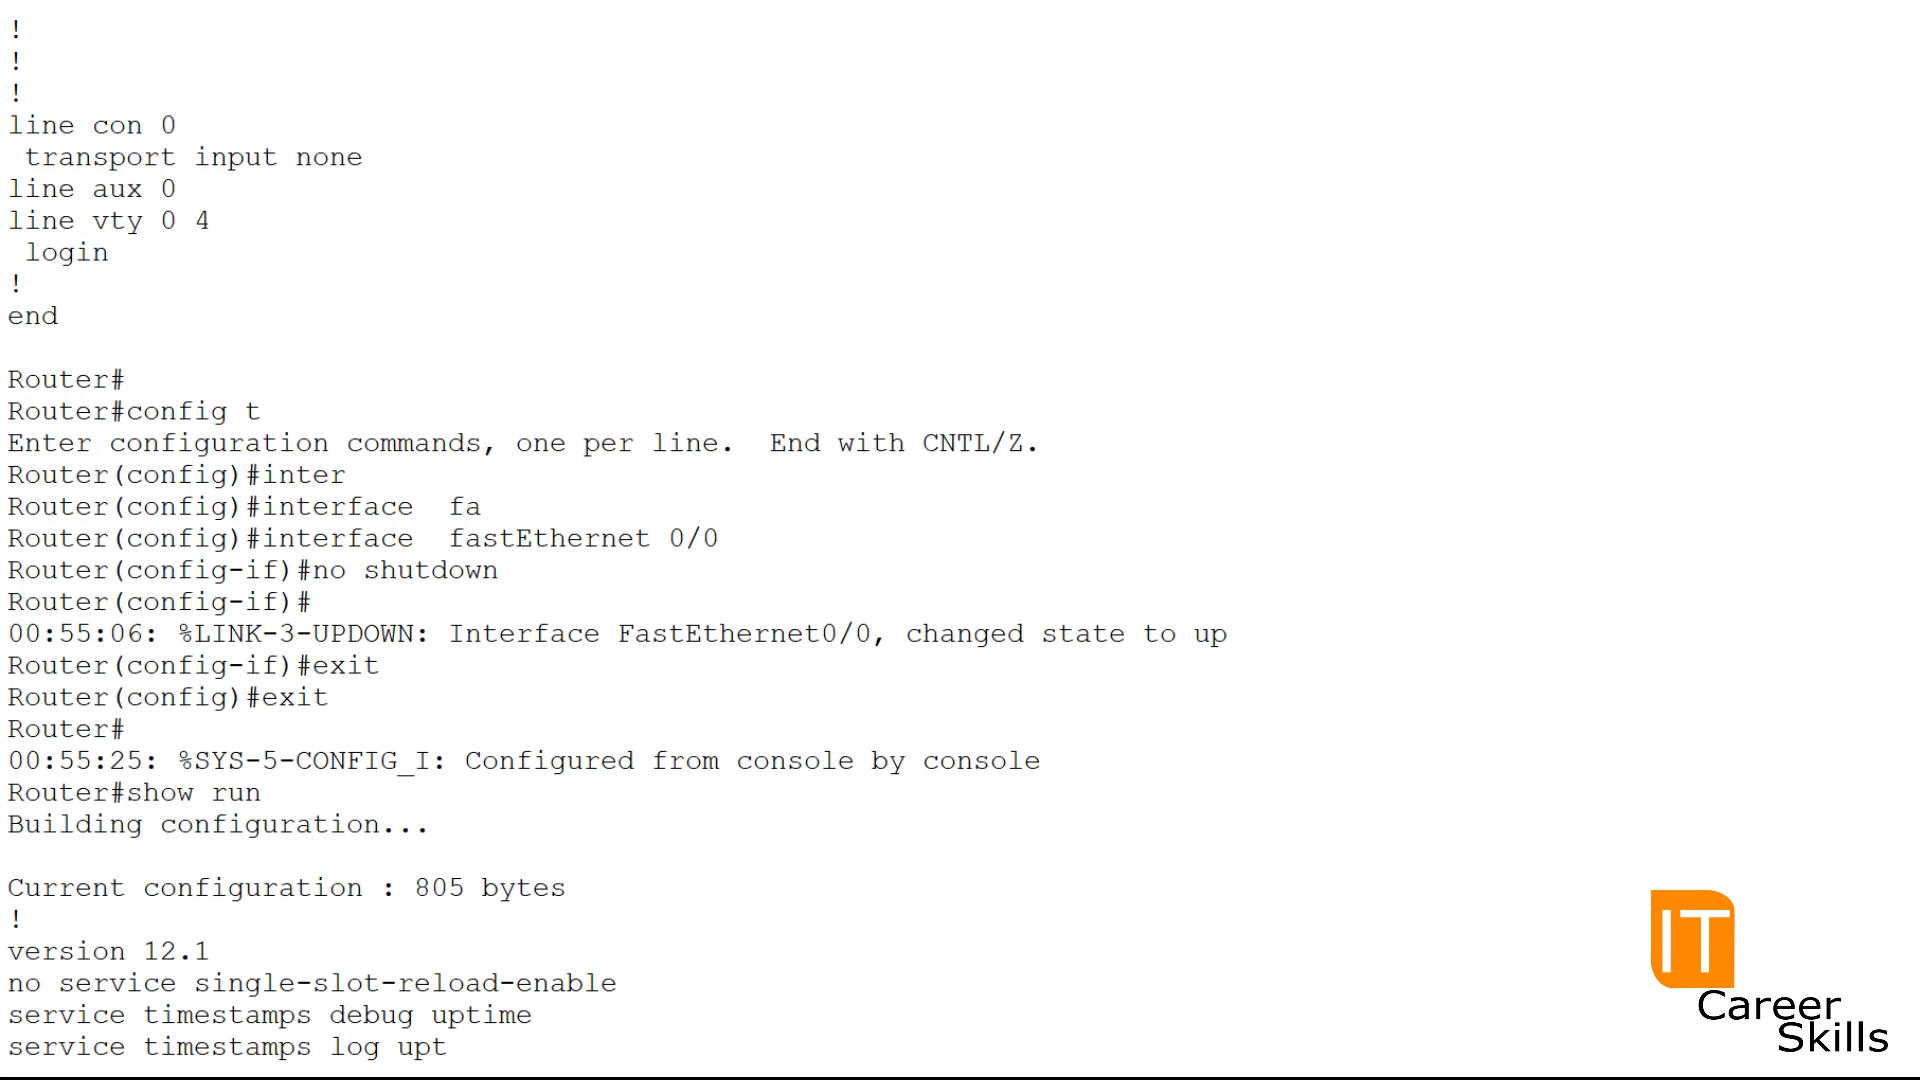 !
!
!
line con 0
 transport input none
line aux 0
line vty 0 4
 login
!
end

Router#
Router#config t
Enter configuration commands, one per line.  End with CNTL/Z.
Router(config)#inter
Router(config)#interface  fa
Router(config)#interface  fastEthernet 0/0
Router(config-if)#no shutdown
Router(config-if)#
00:55:06: %LINK-3-UPDOWN: Interface FastEthernet0/0, changed state to up
Router(config-if)#exit
Router(config)#exit
Router#
00:55:25: %SYS-5-CONFIG_I: Configured from console by console
Router#show run
Building configuration...

Current configuration : 805 bytes
!
version 12.1
no service single-slot-reload-enable
service timestamps debug uptime
service timestamps log upt
IT
Career
Skills